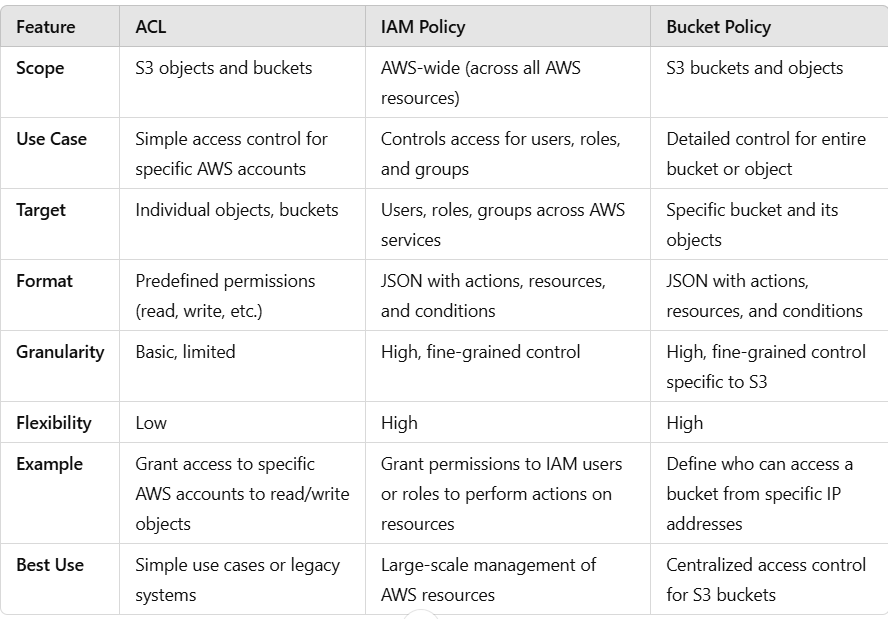 Feature ACL IAM Policy Bucket Policy
Scope S3 objects and buckets AWS-wide (across all AWS S3 buckets and objects
resources)
Use Case Simple access control for Controls access for users, roles, Detailed control for entire
specific AWS accounts and groups bucket or object
Target Individual objects, buckets Users, roles, groups across AWS Specific bucket and its
services objects
Format Predefined permissions JSON with actions, resources, JSON with actions,
(read, write, etc.) and conditions resources, and conditions
Granularity Basic, limited High, fine-grained control High, fine-grained control
specific to S3
Flexibility Low High High
Example Grant access to specific Grant permissions to IAM users Define who can access a
AWS accounts to read/write or roles to perform actions on bucket from specific IP
objects resources addresses
Best Use Simple use cases or legacy Large-scale management of Centralized access control
systems AWS resources for S3 buckets